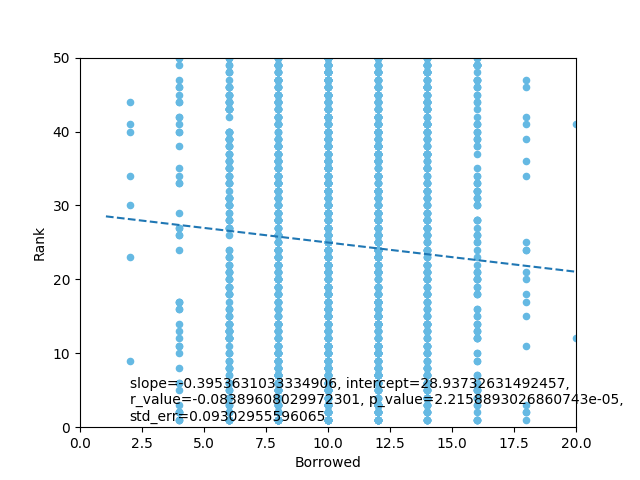 50
40
30
20
10
0
Rank
slope=-0.3953631033334906, intercept=28.93732631492457,
r_value=-0.08389608029972301, p_value=2.2158893026860743e-05,
std_err=0.09302955596065
0.0 2.5 5.0 7.5 10.0 12.5 15.0 17.5 20.0
Borrowed